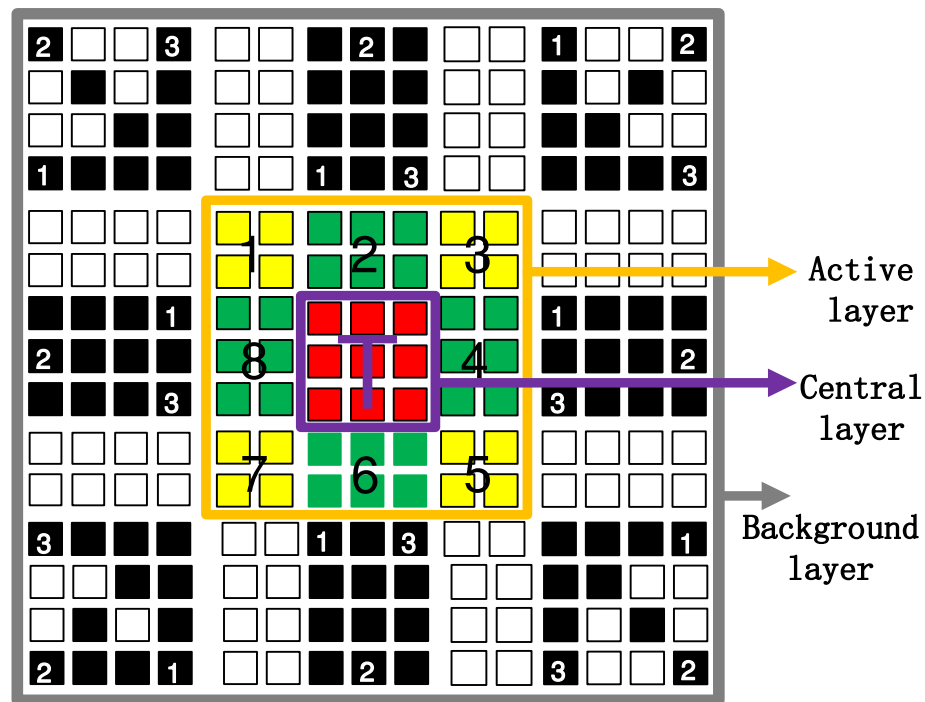 2 3 2 1 2
1 1 3 3
1 2 3
Active
layer
1 1
2 8 T 4 2
Central
layer
3 3
7 6 5
Background
layer
3 1 3 1
2 1 2 3 2